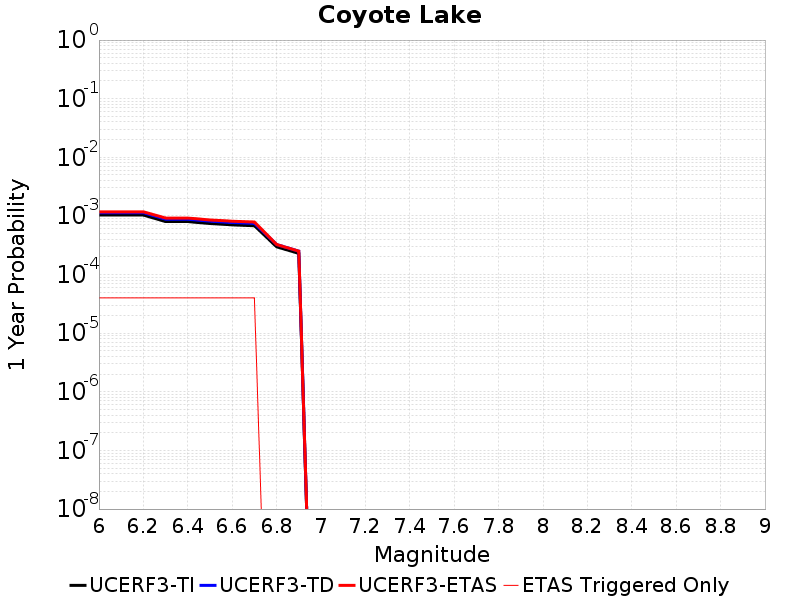 Coyote Lake
1 Year Probability
10^0
10^-1
10^-2
10^-3
10^-4
10^-5
10^-6
10^-7
10^-8
6 6.2 6.4 6.6 6.8 7 7.2 7.4 7.6 7.8 8 8.2 8.4 8.6 8.8 9
Magnitude
UCERF3-TI UCERF3-TD UCERF3-ETAS ETAS Triggered Only